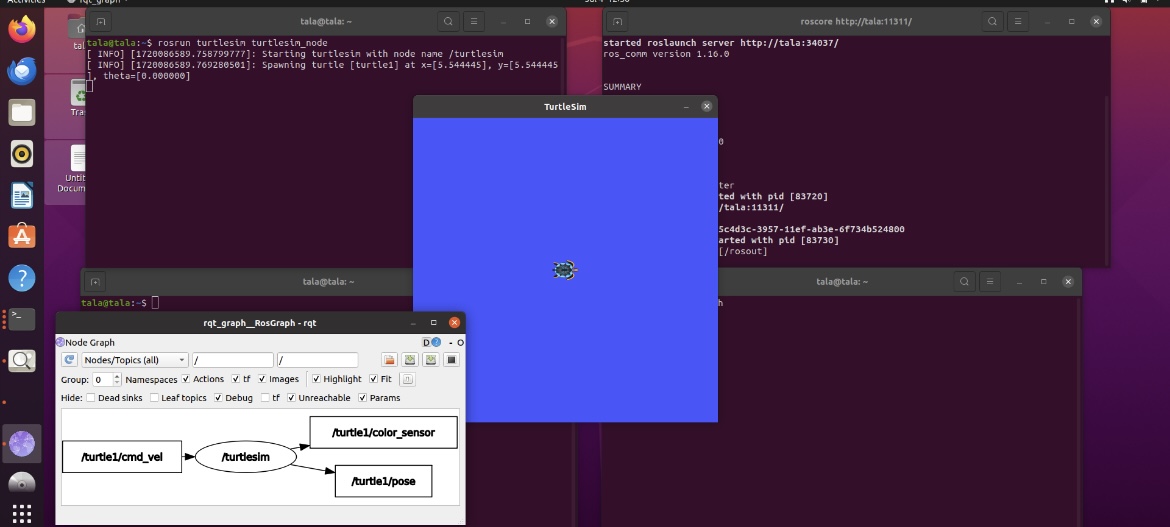 Activities
rqt_graph
Jul 4 12:58
tala@tala: ~
tala@tala:~$ rosrun turtlesim turtlesim_node
[ INFO] [1720086589.758799777]: Starting turtlesim with node name /turtlesim
[ INFO] [1720086589.769280501]: Spawning turtle [turtle1] at x=[5.544445], y=[5.544445
], theta=[0.000000]
roscore http://tala:11311/
started roslaunch server http://tala:34037/
ros_comm version 1.16.0
SUMMARY
0
ter
ted with pid [83720]
/tala:11311/
5c4d3c-3957-11ef-ab3e-6f734b524800
arted with pid [83730]
[/rosout]
tal
Tra
Untit
Docum
TurtleSim
tala@tala: ~
tala@tala:~$
tala@tala: ~
h
rqt_graph__RosGraph - rqt
Node Graph
D - O
Nodes/Topics (all) / /
Group: 0 Namespaces Actions tf Images Highlight Fit
Hide: Dead sinks Leaf topics Debug tf Unreachable Params
/turtle1/color_sensor
/turtle1/cmd_vel
/turtlesim
/turtle1/pose